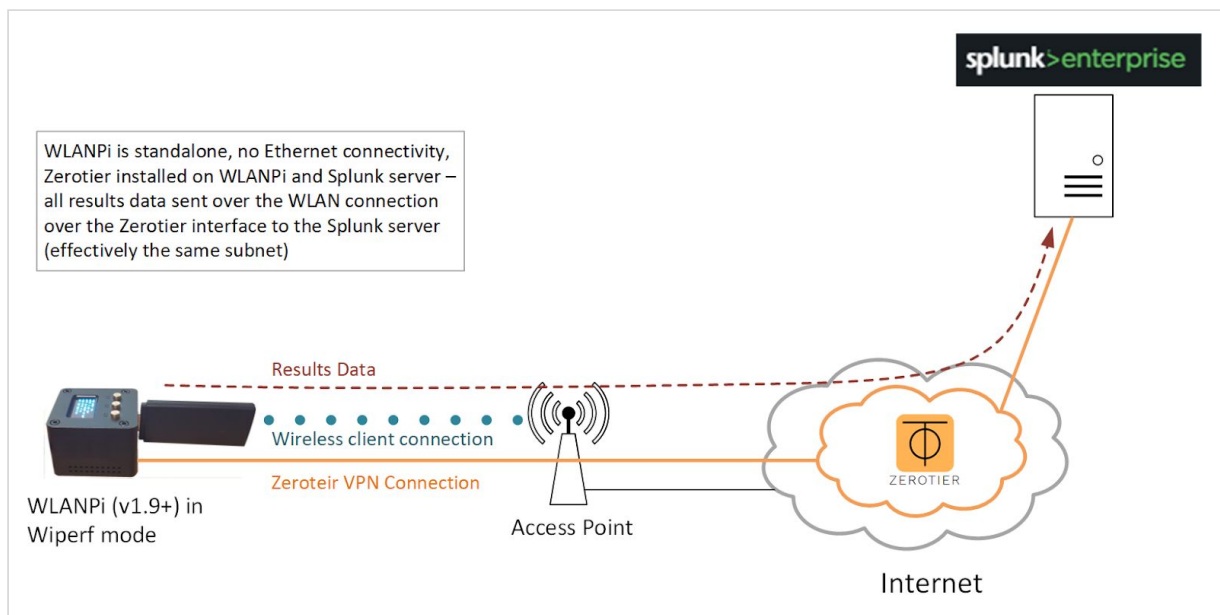 splunk>enterprise
WLANPi is standalone, no Ethernet connectivity,
Zerotier installed on WLANPi and Splunk server –
all results data sent over the WLAN connection
over the Zerotier interface to the Splunk server
(effectively the same subnet)
Results Data
Wireless client connection
Zeroteir VPN Connection
ZEROTIER
WLANPi (v1.9+) in
Wiperf mode
Access Point
Internet